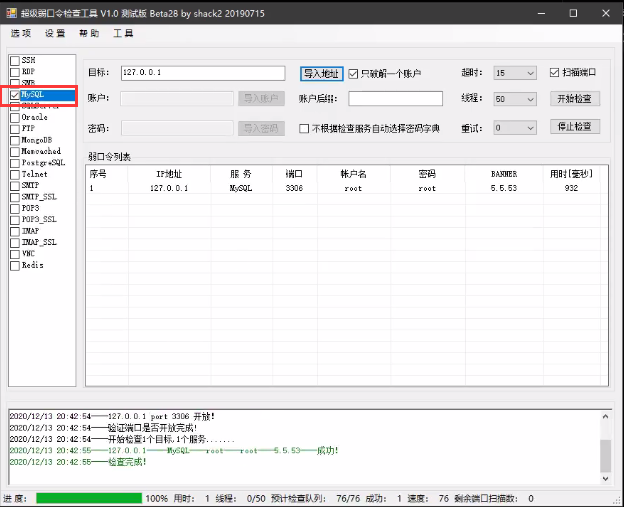 超级弱口令检查工具 V1.0 测试版 Beta28 by shack2 20190715
选项 设置 帮助 工具
SSH
RDP
SMB
MySQL
SQLServer
Oracle
FTP
MongoDB
Memcached
PostgreSQL
Telnet
SMTP
SMTP_SSL
POP3
POP3_SSL
IMAP
IMAP_SSL
VNC
Redis
目标: 127.0.0.1 导入地址 只破解一个账户 超时: 15 扫描端口
账户: 导入账户 账户后缀: 线程: 50 开始检查
密码: 导入密码 不根据检查服务自动选择密码字典 重试: 0 停止检查
弱口令列表
序号 IP地址 服务 端口 帐户名 密码 BANNER 用时[毫秒]
1 127.0.0.1 MySQL 3306 root root 5.5.53 932
2020/12/13 20:42:54----127.0.0.1 port 3306 开放!
2020/12/13 20:42:54----验证端口是否开放完成!
2020/12/13 20:42:54----开始检查1个目标,1个服务.......
2020/12/13 20:42:55----127.0.0.1----MySQL----root----root----5.5.53----成功!
2020/12/13 20:42:55----检查完成!
进度: 100% 用时: 1 线程: 0/50 预计检查队列: 76/76 成功: 1 速度: 76 剩余端口扫描数: 0